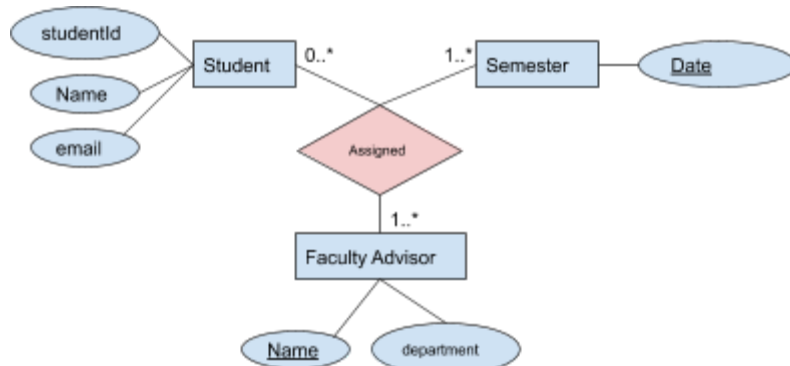 studentId
Student
0..*
1..*
Semester
Date
Name
email
Assigned
1..*
Faculty Advisor
Name
department